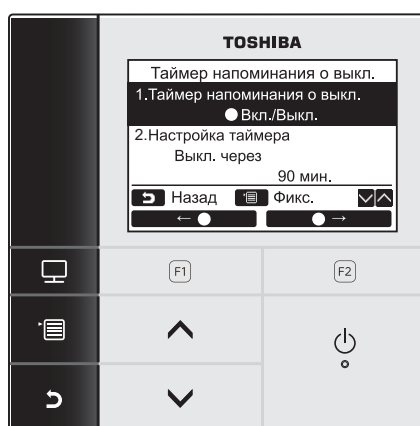 TOSHIBA
Таймер напоминания о выкл.
1.Таймер напомии о выкл.
Вкл./Выкл.
2.Настройка таймера
Выкл. через
90 мин.
Назад Фикс.
← →
F1 F2